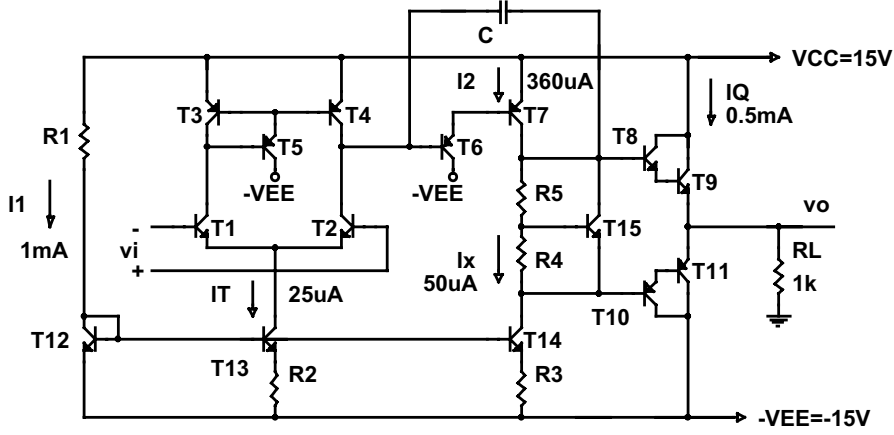 C
VCC=15V
I2 360uA
IQ
0.5mA
T3 T4 T7
R1
T5 T6 T8
-VEE -VEE
T9
I1
1mA
R5
-
vi
+
T1 T2
T15
vo
Ix
50uA
R4
T11
RL
1k
IT 25uA
T10
T12
T13
T14
R2
R3
-VEE=-15V